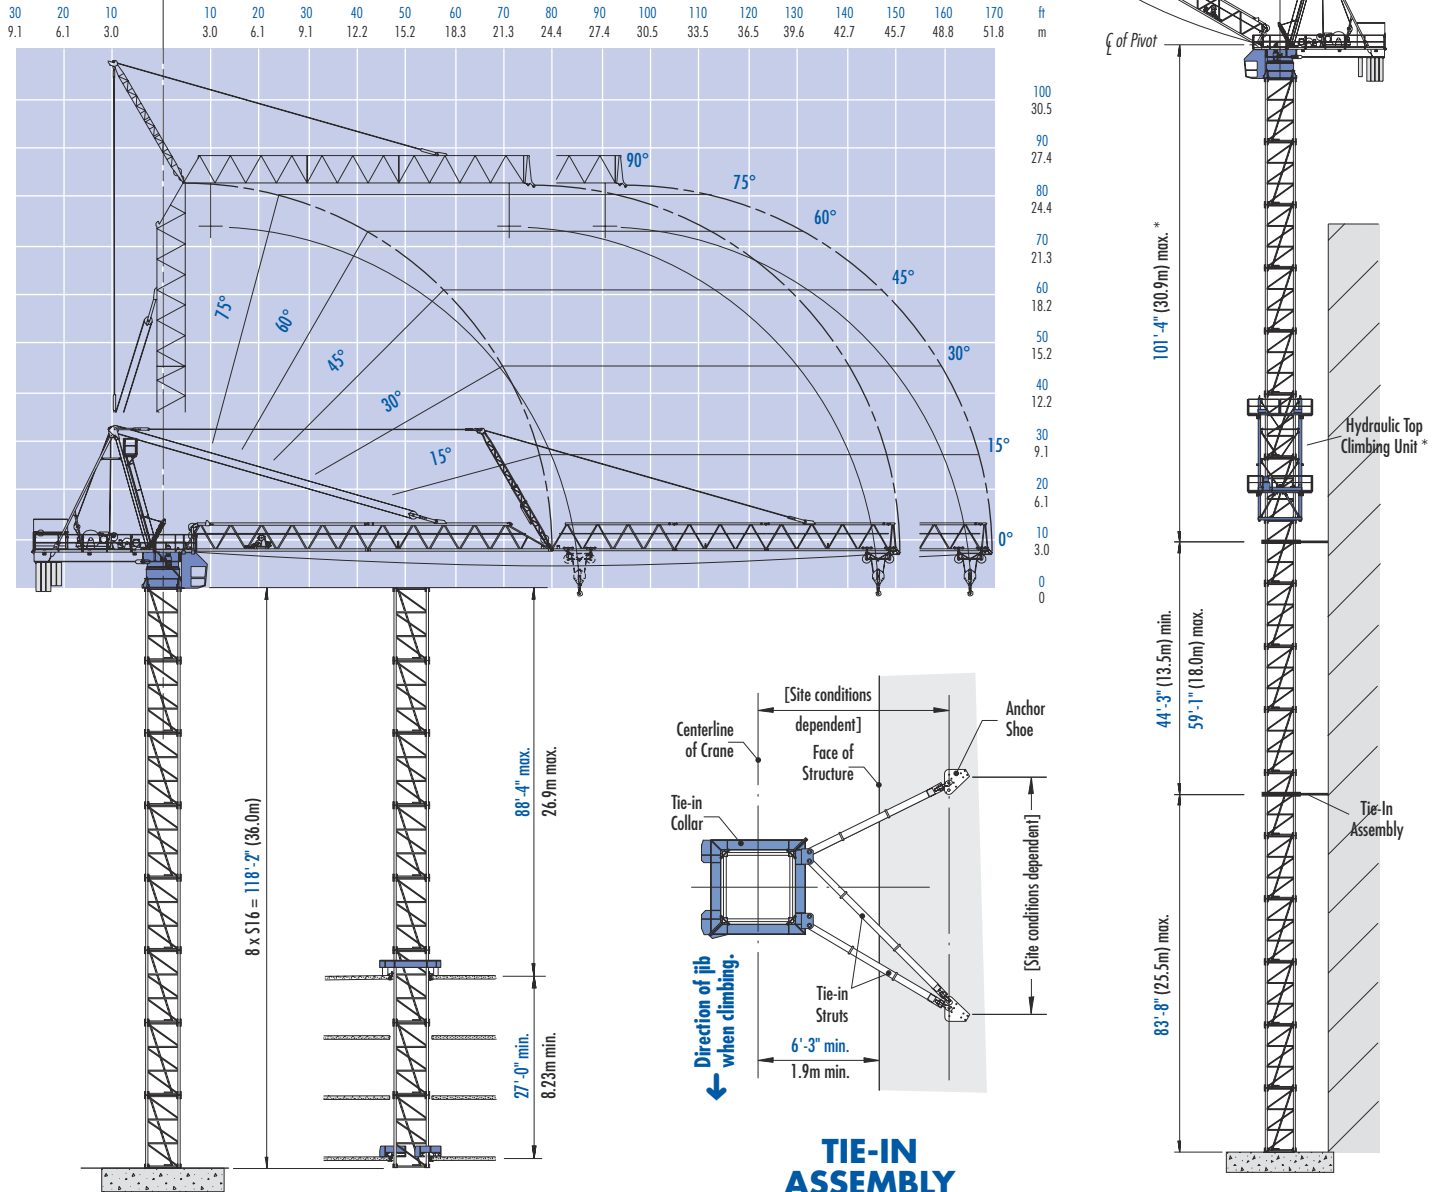 30 20 10 10 20 30 40 50 60 70 80 90 100 110 120 130 140 150 160 170 ft
9.1 6.1 3.0 3.0 6.1 9.1 12.2 15.2 18.3 21.3 24.4 27.4 30.5 33.5 36.5 39.6 42.7 45.7 48.8 51.8 m
100
30.5
90
27.4
80
24.4
70
21.3
60
18.2
50
15.2
40
12.2
30
9.1
20
6.1
10
3.0
0
0
90°
75°
60°
45°
30°
15°
0°
75°
60°
45°
30°
15°
8 x S16 = 118'-2" (36.0m)
88'-4" max.
26.9m max.
27'-0" min.
8.23m min.
[Site conditions
dependent]
Centerline
of Crane
Face of
Structure
Anchor
Shoe
Tie-in
Collar
[Site conditions dependent]
Tie-in
Struts
6'-3" min.
1.9m min.
Direction of jib
when climbing.
TIE-IN
ASSEMBLY
℄ of Pivot
101'-4" (30.9m) max. *
Hydraulic Top
Climbing Unit *
44'-3" (13.5m) min.
59'-1" (18.0m) max.
Tie-In
Assembly
83'-8" (25.5m) max.